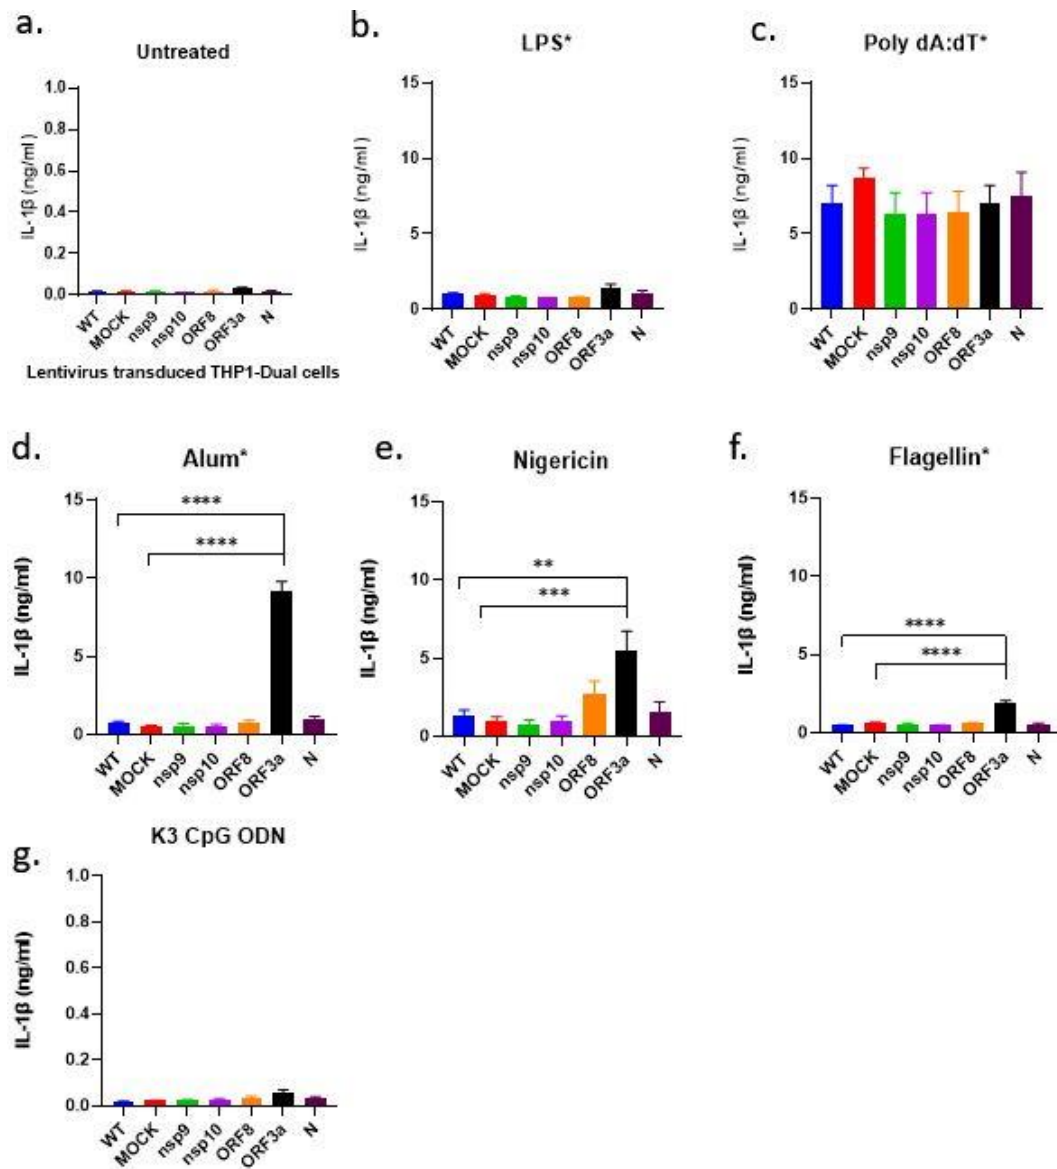 a.
Untreated
IL-1β (ng/ml)
1.0
0.8
0.6
0.4
0.2
0.0
WT
MOCK
nsp9
nsp10
ORF8
ORF3a
N
Lentivirus transduced THP1-Dual cells
b.
LPS*
IL-1β (ng/ml)
15
10
5
0
WT
MOCK
nsp9
nsp10
ORF8
ORF3a
N
c.
Poly dA:dT*
IL-1β (ng/ml)
15
10
5
0
WT
MOCK
nsp9
nsp10
ORF8
ORF3a
N
d.
Alum*
IL-1β (ng/ml)
15
10
5
0
****
****
WT
MOCK
nsp9
nsp10
ORF8
ORF3a
N
e.
Nigericin
IL-1β (ng/ml)
15
10
5
0
**
***
WT
MOCK
nsp9
nsp10
ORF8
ORF3a
N
f.
Flagellin*
IL-1β (ng/ml)
15
10
5
0
****
****
WT
MOCK
nsp9
nsp10
ORF8
ORF3a
N
g.
K3 CpG ODN
IL-1β (ng/ml)
1.0
0.8
0.6
0.4
0.2
0.0
WT
MOCK
nsp9
nsp10
ORF8
ORF3a
N